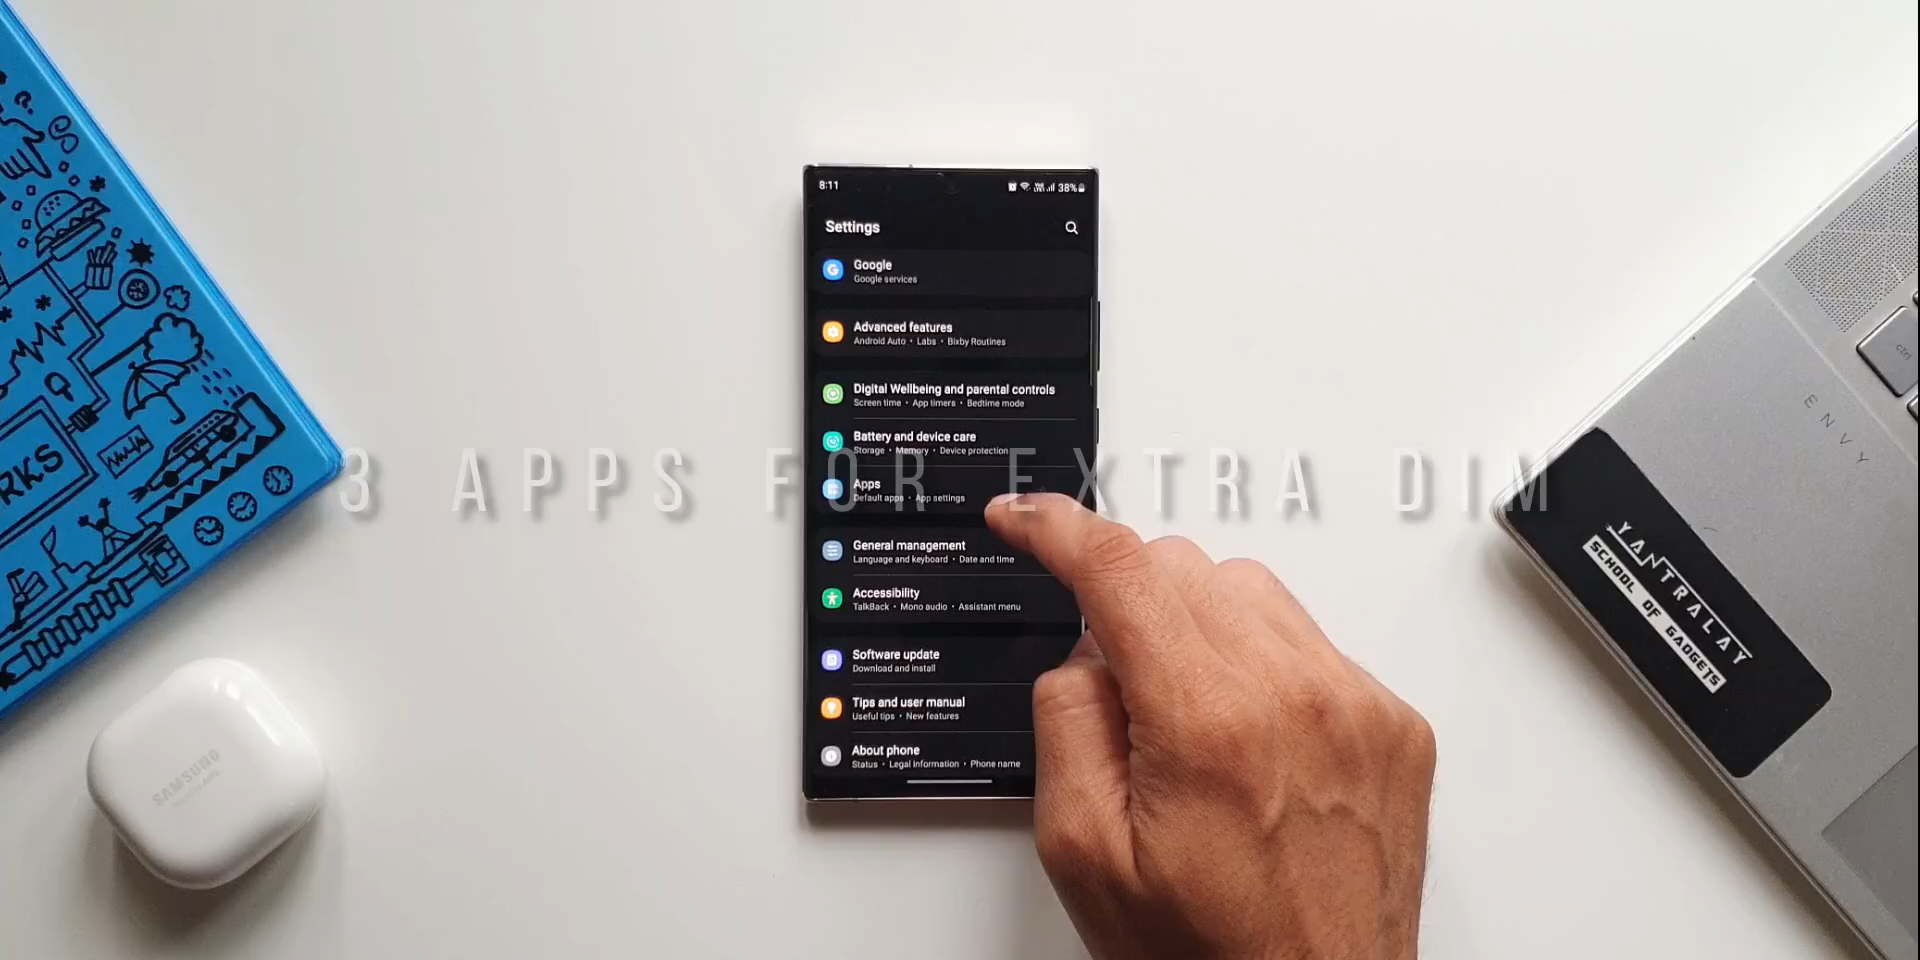 8:11
38%
Settings
Google
Google services
Advanced features
Android Auto • Labs • Bixby Routines
Digital Wellbeing and parental controls
Screen time • App timers • Bedtime mode
Battery and device care
Storage • Memory • Device protection
3 APPS FOR EXTRA DIM
Apps
Default apps • App settings
General management
Language and keyboard • Date and time
Accessibility
TalkBack • Mono audio • Assistant menu
Software update
Download and install
Tips and user manual
Useful tips • New features
About phone
Status • Legal information • Phone name
RKS
SAMSUNG
ctrl
ENVY
YANTRALAY
SCHOOL OF GADGETS